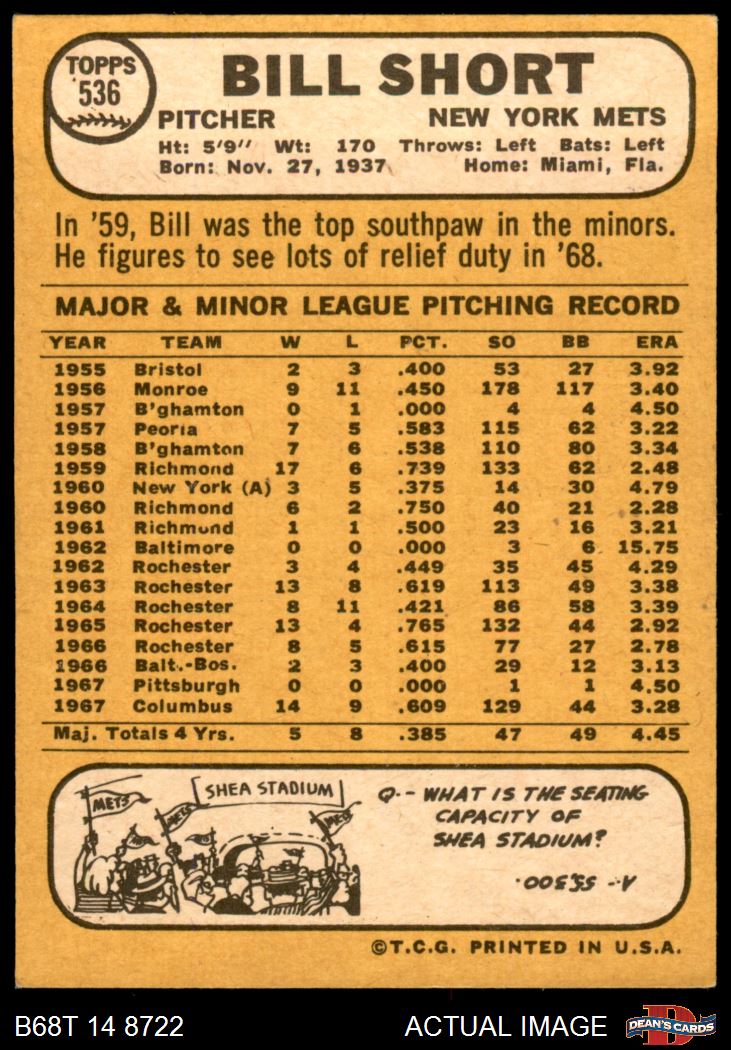 TOPPS
536
BILL SHORT
PITCHER NEW YORK METS
Ht: 5'9" Wt: 170 Throws: Left Bats: Left
Born: Nov. 27, 1937 Home: Miami, Fla.
In '59, Bill was the top southpaw in the minors.
He figures to see lots of relief duty in '68.
MAJOR & MINOR LEAGUE PITCHING RECORD
YEAR TEAM W L PCT. SO BB ERA
1955 Bristol 2 3 .400 53 27 3.92
1956 Monroe 9 11 .450 178 117 3.40
1957 B'ghamton 0 1 .000 4 4 4.50
1957 Peoria 7 5 .583 115 62 3.22
1958 B'ghamton 7 6 .538 110 80 3.34
1959 Richmond 17 6 .739 133 62 2.48
1960 New York (A) 3 5 .375 14 30 4.79
1960 Richmond 6 2 .750 40 21 2.28
1961 Richmond 1 1 .500 23 16 3.21
1962 Baltimore 0 0 .000 3 6 15.75
1962 Rochester 3 4 .449 35 45 4.29
1963 Rochester 13 8 .619 113 49 3.38
1964 Rochester 8 11 .421 86 58 3.39
1965 Rochester 13 4 .765 132 44 2.92
1966 Rochester 8 5 .615 77 27 2.78
1966 Balt.-Bos. 2 3 .400 29 12 3.13
1967 Pittsburgh 0 0 .000 1 1 4.50
1967 Columbus 14 9 .609 129 44 3.28
Maj. Totals 4 Yrs. 5 8 .385 47 49 4.45
METS
METS
SHEA STADIUM
METS
Q-- WHAT IS THE SEATING
CAPACITY OF
SHEA STADIUM?
A-- 55,300.
©T.C.G. PRINTED IN U.S.A.
B68T 14 8722 ACTUAL IMAGE
D
DEAN'S CARDS